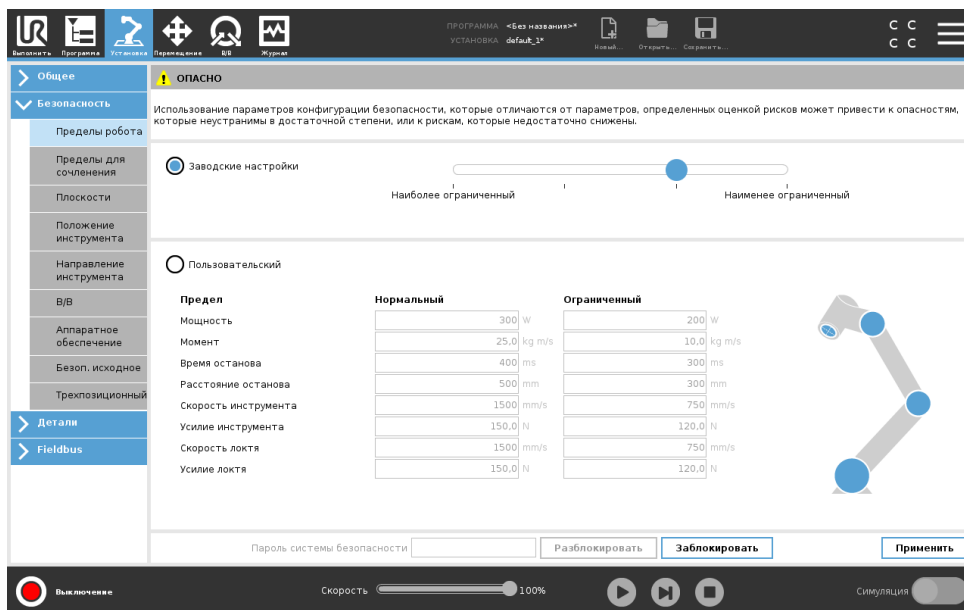 ПРОГРАММА <Без названия>*
УСТАНОВКА default_1*
Выполнить Программа Установка Перемещение В/В Журнал
Новый... Открыть... Сохранить...
C C
C C
Общее
Безопасность
Пределы робота
Пределы для
сочленения
Плоскости
Положение
инструмента
Направление
инструмента
В/В
Аппаратное
обеспечение
Безоп. исходное
Трехпозиционный
Детали
Fieldbus
ОПАСНО
Использование параметров конфигурации безопасности, которые отличаются от параметров, определенных оценкой рисков может привести к опасностям,
которые неустранимы в достаточной степени, или к рискам, которые недостаточно снижены.
Заводские настройки
Наиболее ограниченный Наименее ограниченный
Пользовательский
Предел Нормальный Ограниченный
Мощность 300 W 200 W
Момент 25,0 kg m/s 10,0 kg m/s
Время останова 400 ms 300 ms
Расстояние останова 500 mm 300 mm
Скорость инструмента 1500 mm/s 750 mm/s
Усилие инструмента 150,0 N 120,0 N
Скорость локтя 1500 mm/s 750 mm/s
Усилие локтя 150,0 N 120,0 N
Пароль системы безопасности Разблокировать Заблокировать Применить
Выключение Скорость 100% Симуляция